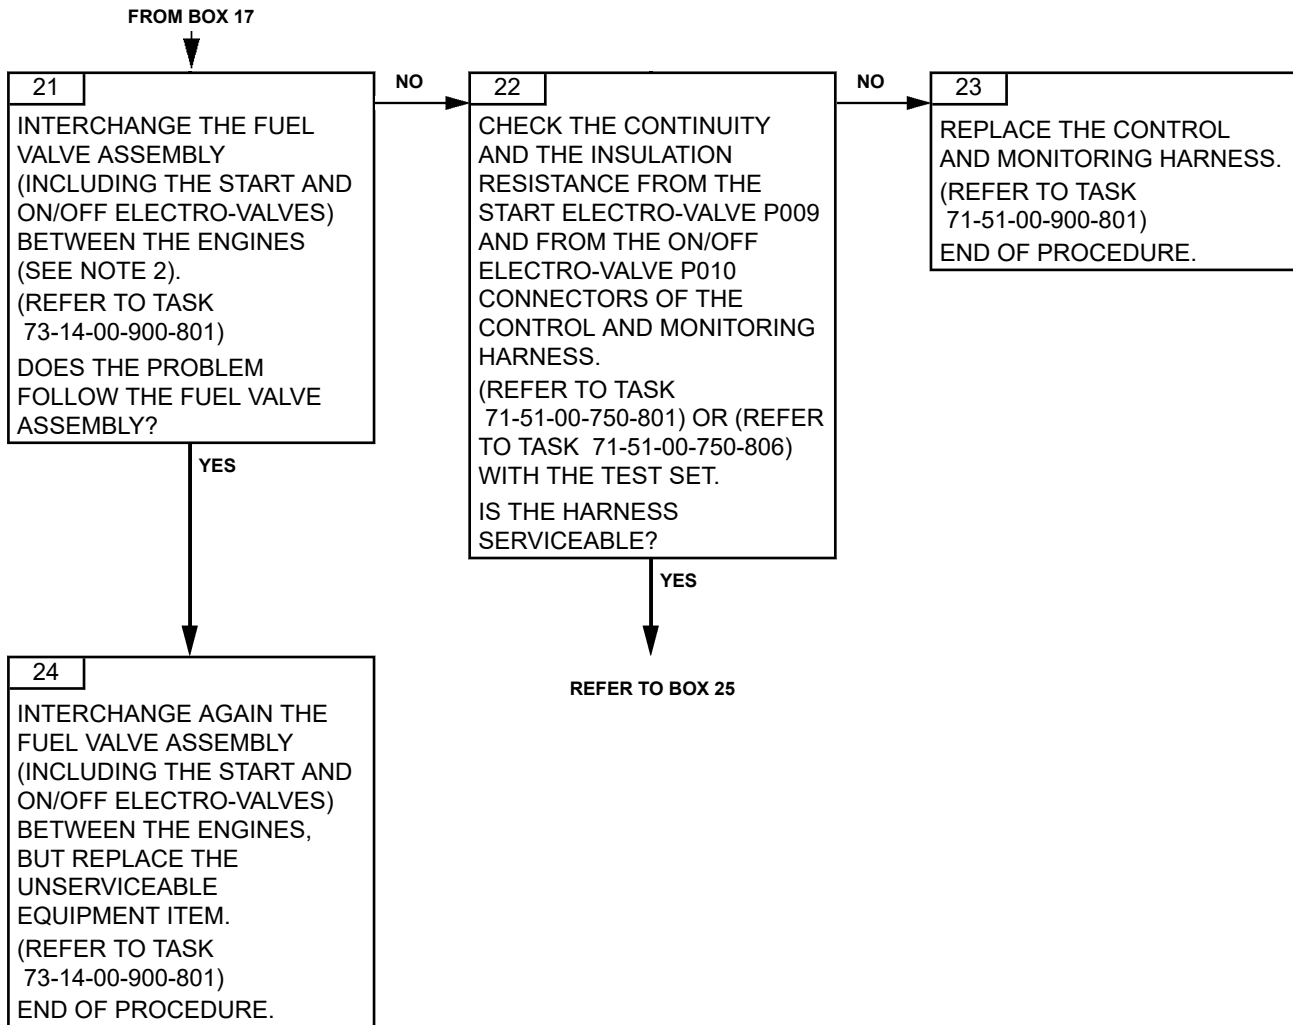 FROM BOX 17
21
INTERCHANGE THE FUEL
VALVE ASSEMBLY
(INCLUDING THE START AND
ON/OFF ELECTRO-VALVES)
BETWEEN THE ENGINES
(SEE NOTE 2).
(REFER TO TASK
73-14-00-900-801)
DOES THE PROBLEM
FOLLOW THE FUEL VALVE
ASSEMBLY?
NO
22
CHECK THE CONTINUITY
AND THE INSULATION
RESISTANCE FROM THE
START ELECTRO-VALVE P009
AND FROM THE ON/OFF
ELECTRO-VALVE P010
CONNECTORS OF THE
CONTROL AND MONITORING
HARNESS.
(REFER TO TASK
71-51-00-750-801) OR (REFER
TO TASK 71-51-00-750-806)
WITH THE TEST SET.
IS THE HARNESS
SERVICEABLE?
NO
23
REPLACE THE CONTROL
AND MONITORING HARNESS.
(REFER TO TASK
71-51-00-900-801)
END OF PROCEDURE.
YES
YES
REFER TO BOX 25
24
INTERCHANGE AGAIN THE
FUEL VALVE ASSEMBLY
(INCLUDING THE START AND
ON/OFF ELECTRO-VALVES)
BETWEEN THE ENGINES,
BUT REPLACE THE
UNSERVICEABLE
EQUIPMENT ITEM.
(REFER TO TASK
73-14-00-900-801)
END OF PROCEDURE.